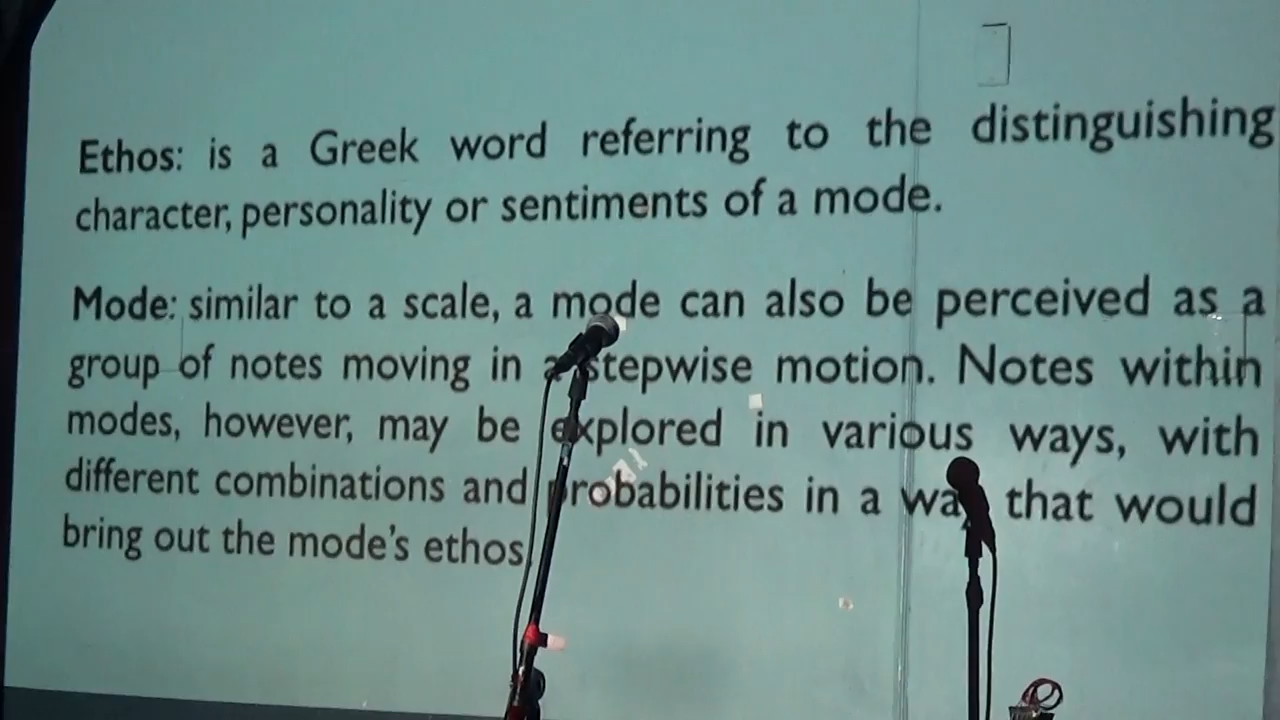 Ethos: is a Greek word referring to the distinguishing
character, personality or sentiments of a mode.
Mode: similar to a scale, a mode can also be perceived as a
group of notes moving in a stepwise motion. Notes within
modes, however, may be explored in various ways, with
different combinations and probabilities in a way that would
bring out the mode's ethos.